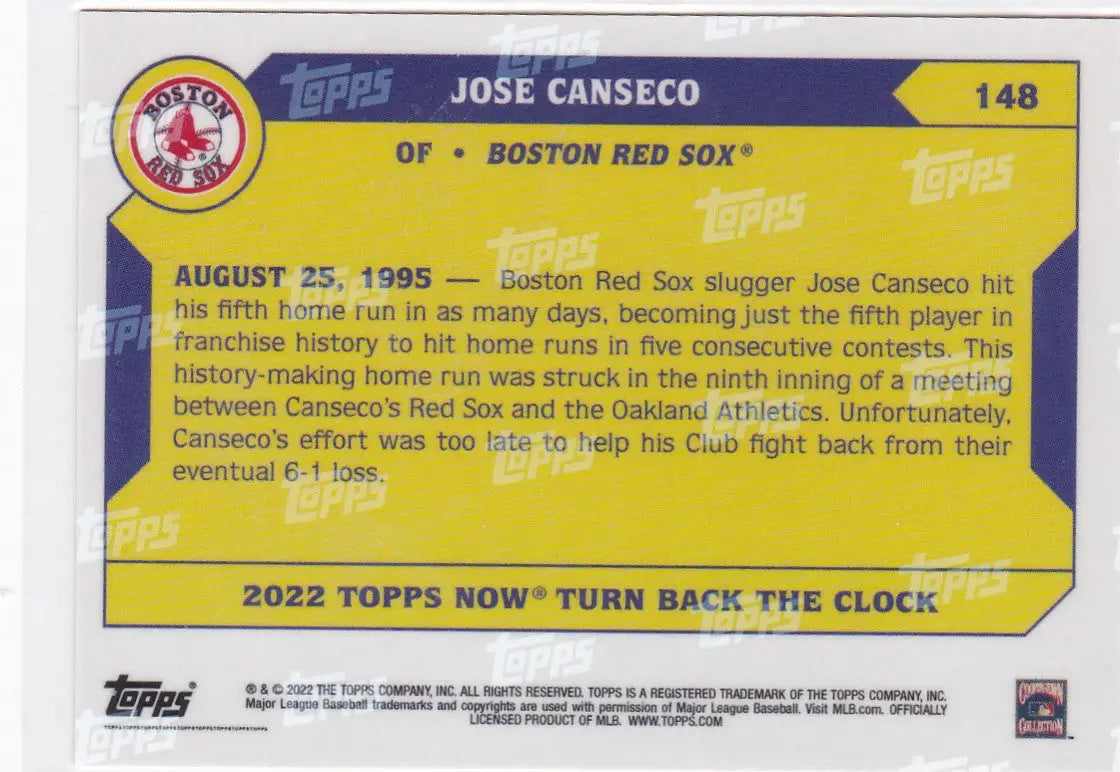 BOSTON
RED SOX
®
JOSE CANSECO
148
OF • BOSTON RED SOX®
AUGUST 25, 1995 — Boston Red Sox slugger Jose Canseco hit
his fifth home run in as many days, becoming just the fifth player in
franchise history to hit home runs in five consecutive contests. This
history-making home run was struck in the ninth inning of a meeting
between Canseco's Red Sox and the Oakland Athletics. Unfortunately,
Canseco's effort was too late to help his Club fight back from their
eventual 6-1 loss.
2022 TOPPS NOW® TURN BACK THE CLOCK
TOPPS®
® & © 2022 THE TOPPS COMPANY, INC. ALL RIGHTS RESERVED. TOPPS IS A REGISTERED TRADEMARK OF THE TOPPS COMPANY, INC.
Major League Baseball trademarks and copyrights are used with permission of Major League Baseball. Visit MLB.com. OFFICIALLY
LICENSED PRODUCT OF MLB. WWW.TOPPS.COM
COOPERSTOWN
COLLECTION